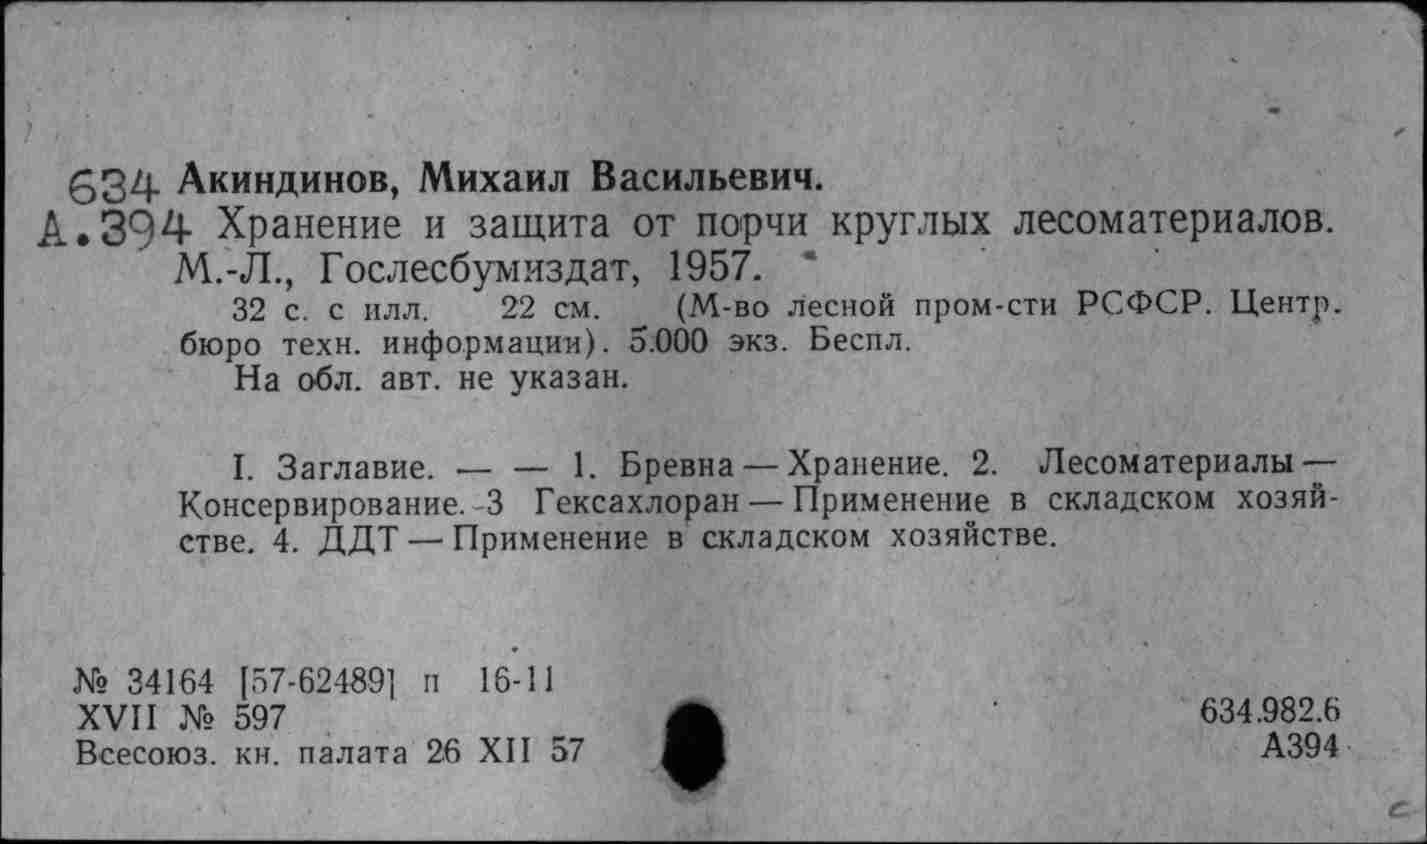 634 Акиндинов, Михаил Васильевич.
А.394 Хранение и защита от порчи круглых лесоматериалов.
М.-Л., Гослесбумиздат, 1957.
32 с. с илл. 22 см. (М-во лесной пром-сти РСФСР. Центр.
бюро техн. информации). 5.000 экз. Беспл.
На обл. авт. не указан.
I. Заглавие. — — 1. Бревна — Хранение. 2. Лесоматериалы —
Консервирование. 3 Гексахлоран — Применение в складском хозяй-
стве. 4. ДДТ — Применение в складском хозяйстве.
№ 34164 [57-62489] п 16-11
XVII № 597
Всесоюз. кн. палата 26 XII 57
634.982.6
А394
с